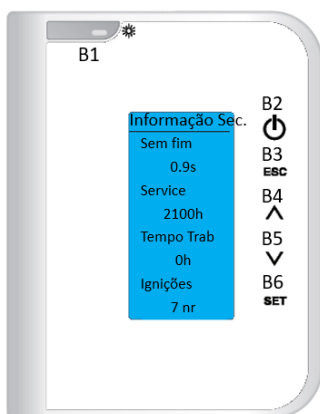 B1
Informação Sec.
Sem fim
0.9s
Service
2100h
Tempo Trab
0h
Ignições
7 nr
B2
B3
ESC
B4
B5
B6
SET